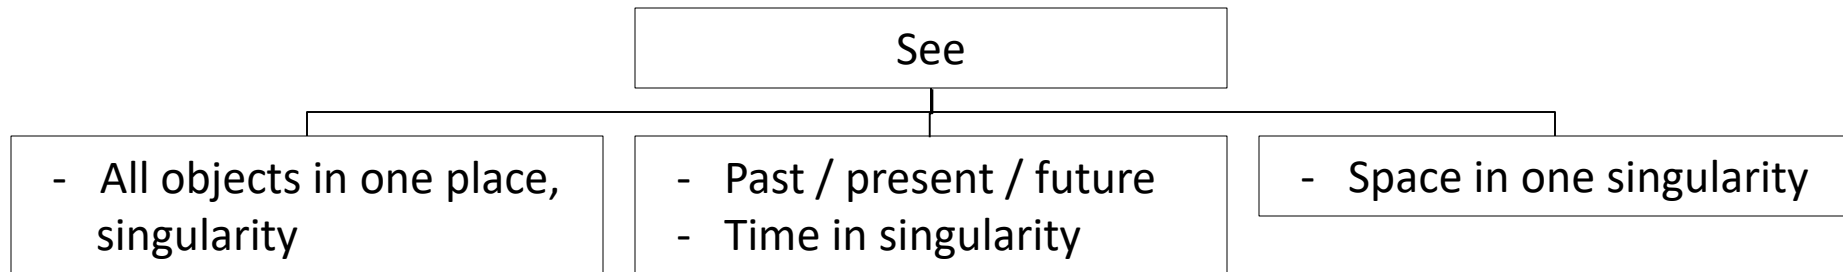 See
- All objects in one place,
singularity
- Past / present / future
- Time in singularity
- Space in one singularity